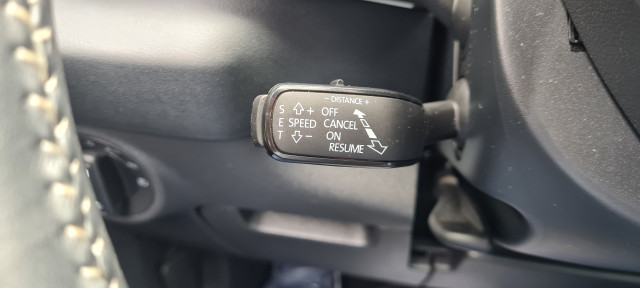 - DISTANCE +
S + OFF
E SPEED CANCEL
T - ON
RESUME